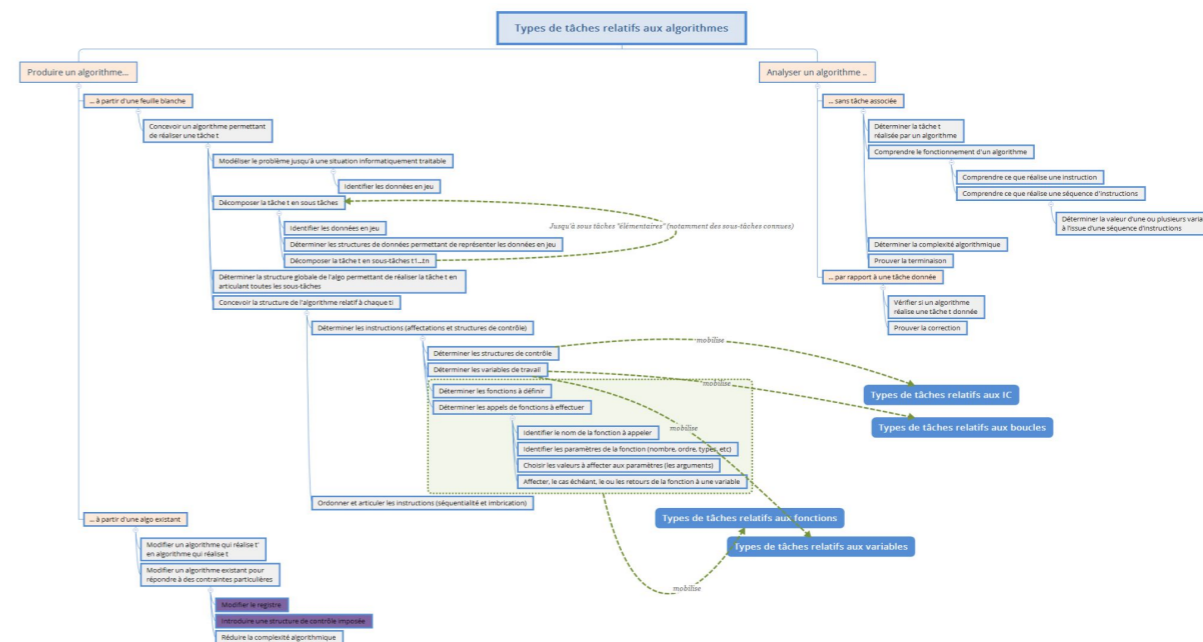 Types de tâches relatifs aux algorithmes
Produire un algorithme...
... à partir d'une feuille blanche
Concevoir un algorithme permettant
de réaliser une tâche t
Modéliser le problème jusqu'à une situation informatiquement traitable
Identifier les données en jeu
Décomposer la tâche t en sous tâches
Identifier les données en jeu
Déterminer les structures de données permettant de représenter les données en jeu
Décomposer la tâche t en sous-tâches t1...tn
Jusqu'à sous tâches "élémentaires" (notamment des sous-tâches connues)
Déterminer la structure globale de l'algo permettant de réaliser la tâche t en
articulant toutes les sous-tâches
Concevoir la structure de l'algorithme relatif à chaque ti
Déterminer les instructions (affectations et structures de contrôle)
Déterminer les structures de contrôle
Déterminer les variables de travail
Déterminer les fonctions à définir
Déterminer les appels de fonctions à effectuer
Identifier le nom de la fonction à appeler
Identifier les paramètres de la fonction (nombre, ordre, types, etc)
Choisir les valeurs à affecter aux paramètres (les arguments)
Affecter, le cas échéant, le ou les retours de la fonction à une variable
Ordonner et articuler les instructions (séquentialité et imbrication)
... à partir d'une algo existant
Modifier un algorithme qui réalise t'
en algorithme qui réalise t
Modifier un algorithme existant pour
répondre à des contraintes particulières
Modifier le registre
Introduire une structure de contrôle imposée
Réduire la complexité algorithmique
Analyser un algorithme ..
... sans tâche associée
Déterminer la tâche t
réalisée par un algorithme
Comprendre le fonctionnement d'un algorithme
Comprendre ce que réalise une instruction
Comprendre ce que réalise une séquence d'instructions
Déterminer la valeur d'une ou plusieurs varia
à l'issue d'une séquence d'instructions
Déterminer la complexité algorithmique
Prouver la terminaison
... par rapport à une tâche donnée
Vérifier si un algorithme
réalise une tâche t donnée
Prouver la correction
mobilise
mobilise
Types de tâches relatifs aux IC
Types de tâches relatifs aux boucles
mobilise
Types de tâches relatifs aux fonctions
Types de tâches relatifs aux variables
mobilise